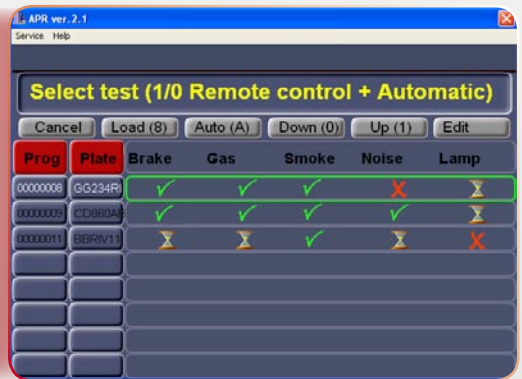 APR ver.2.1
Service Help
Select test (1/0 Remote control + Automatic)
Cancel Load (8) Auto (A) Down (0) Up (1) Edit
Prog Plate Brake Gas Smoke Noise Lamp
00000008 GG234RI
00000009 CD860AB
00000011 BBRIV11